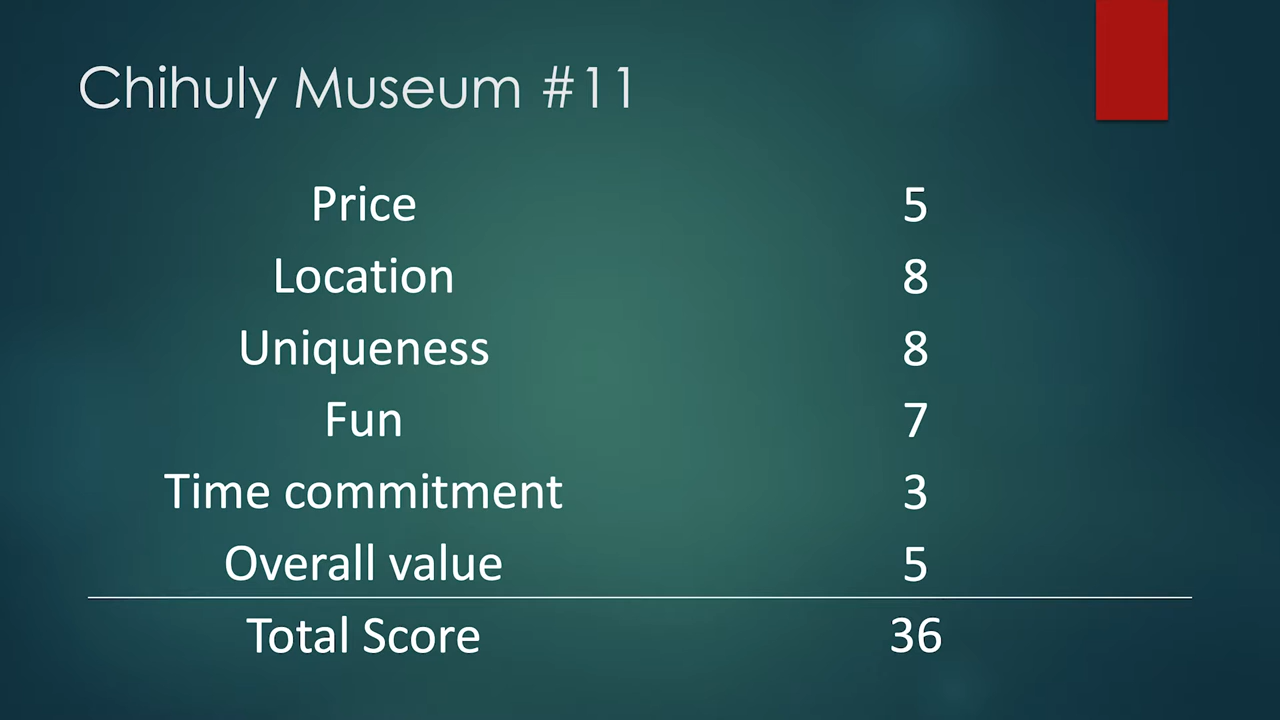 Chihuly Museum #11
Price 5
Location 8
Uniqueness 8
Fun 7
Time commitment 3
Overall value 5
Total Score 36